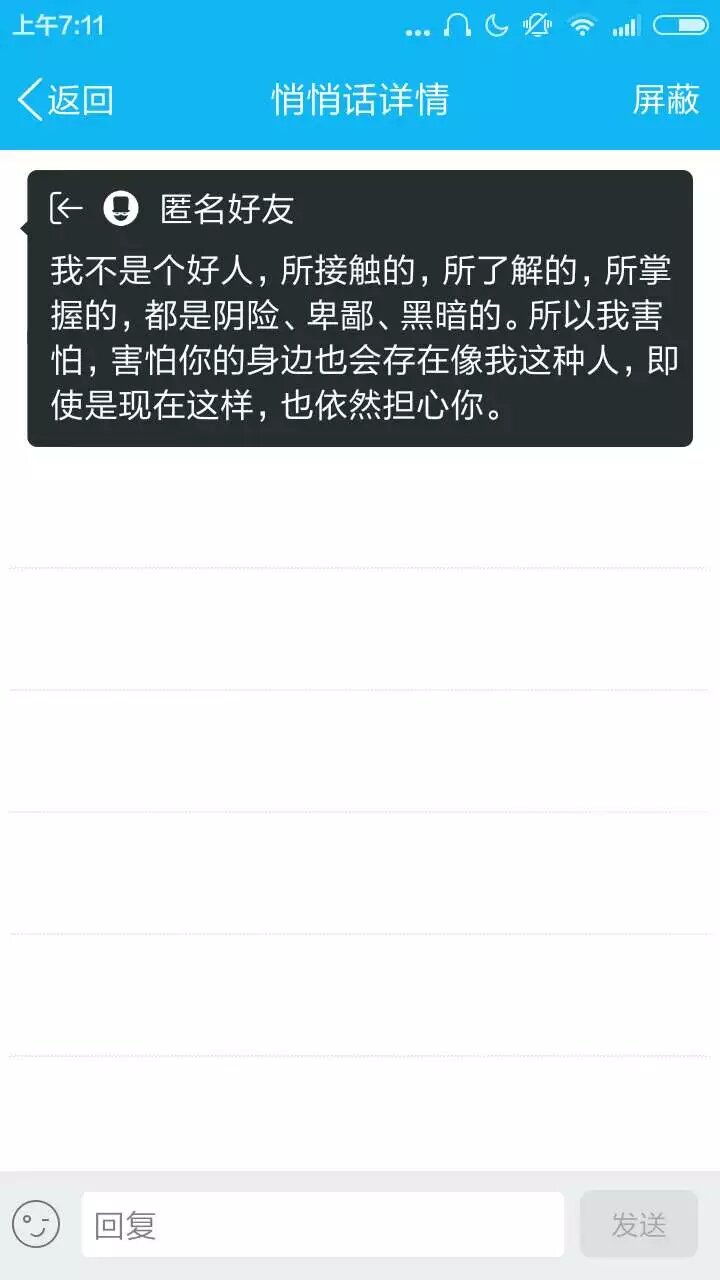 上午7:11
返回 悄悄话详情 屏蔽
匿名好友
我不是个好人，所接触的，所了解的，所掌
握的，都是阴险、卑鄙、黑暗的。所以我害
怕，害怕你的身边也会存在像我这种人，即
使是现在这样，也依然担心你。
回复 发送